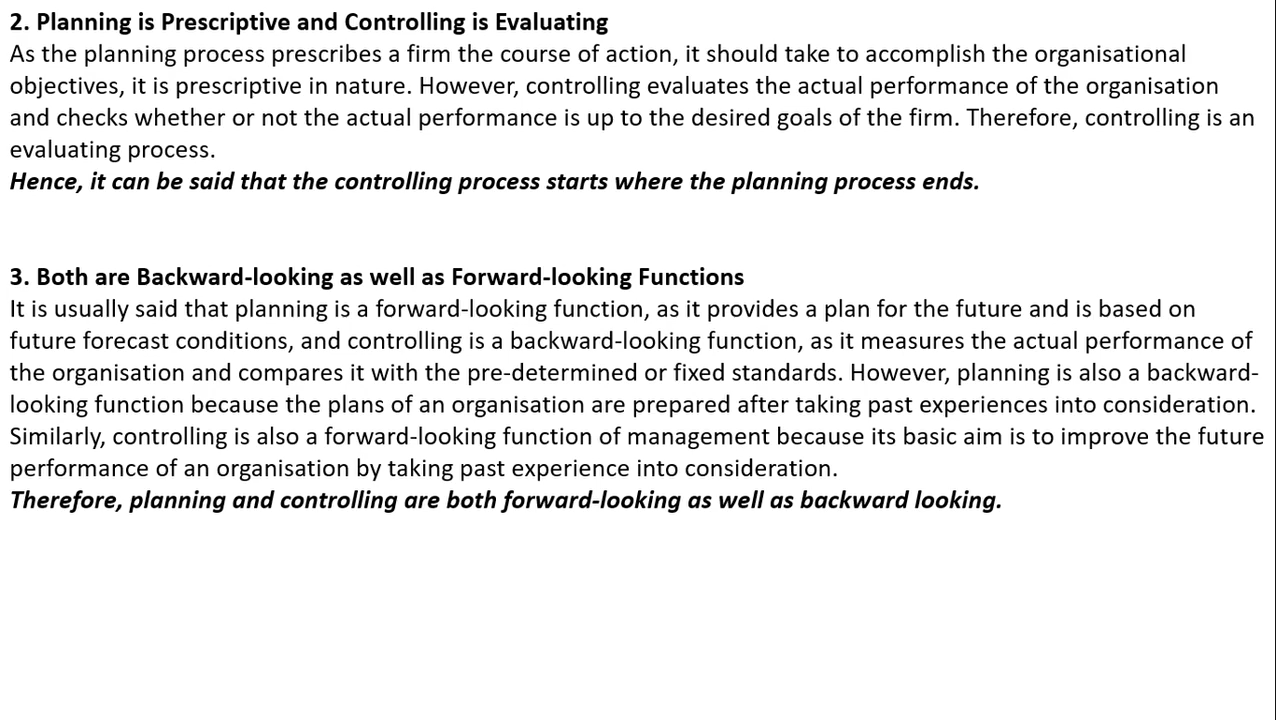 2. Planning is Prescriptive and Controlling is Evaluating
As the planning process prescribes a firm the course of action, it should take to accomplish the organisational
objectives, it is prescriptive in nature. However, controlling evaluates the actual performance of the organisation
and checks whether or not the actual performance is up to the desired goals of the firm. Therefore, controlling is an
evaluating process.
Hence, it can be said that the controlling process starts where the planning process ends.
3. Both are Backward-looking as well as Forward-looking Functions
It is usually said that planning is a forward-looking function, as it provides a plan for the future and is based on
future forecast conditions, and controlling is a backward-looking function, as it measures the actual performance of
the organisation and compares it with the pre-determined or fixed standards. However, planning is also a backward-
looking function because the plans of an organisation are prepared after taking past experiences into consideration.
Similarly, controlling is also a forward-looking function of management because its basic aim is to improve the future
performance of an organisation by taking past experience into consideration.
Therefore, planning and controlling are both forward-looking as well as backward looking.